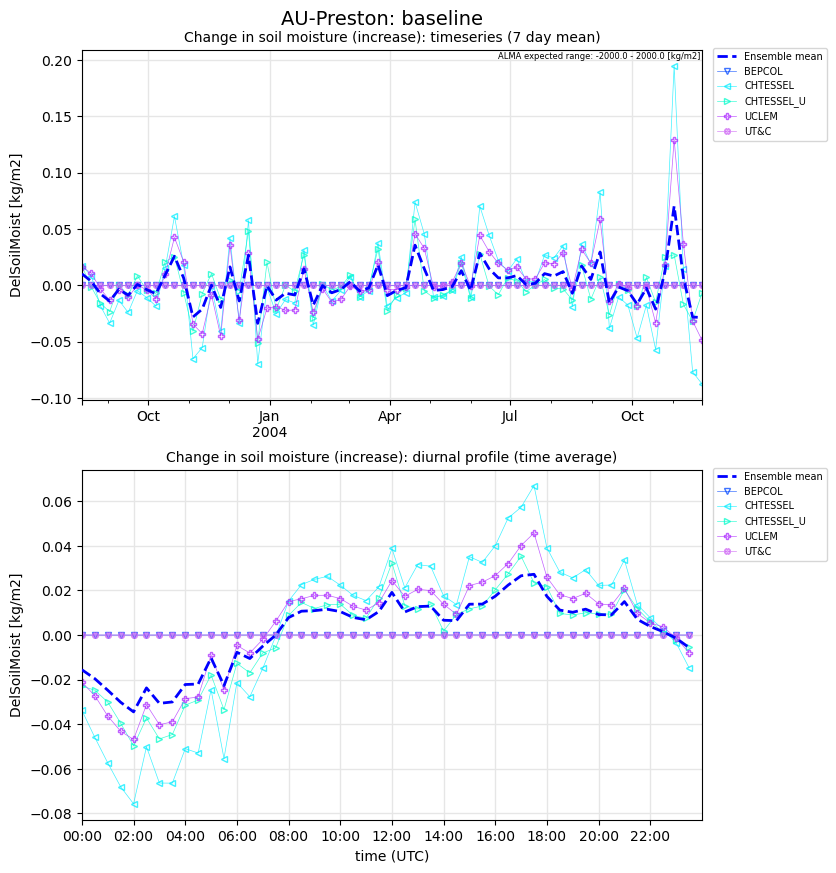 AU-Preston: baseline
Change in soil moisture (increase): timeseries (7 day mean)
ALMA expected range: -2000.0 - 2000.0 [kg/m2]
DelSoilMoist [kg/m2]
0.20
0.15
0.10
0.05
0.00
−0.05
−0.10
Oct
Jan
2004
Apr
Jul
Oct
Ensemble mean
BEPCOL
CHTESSEL
CHTESSEL_U
UCLEM
UT&C
Change in soil moisture (increase): diurnal profile (time average)
DelSoilMoist [kg/m2]
0.06
0.04
0.02
0.00
−0.02
−0.04
−0.06
−0.08
00:00
02:00
04:00
06:00
08:00
10:00
12:00
14:00
16:00
18:00
20:00
22:00
time (UTC)
Ensemble mean
BEPCOL
CHTESSEL
CHTESSEL_U
UCLEM
UT&C